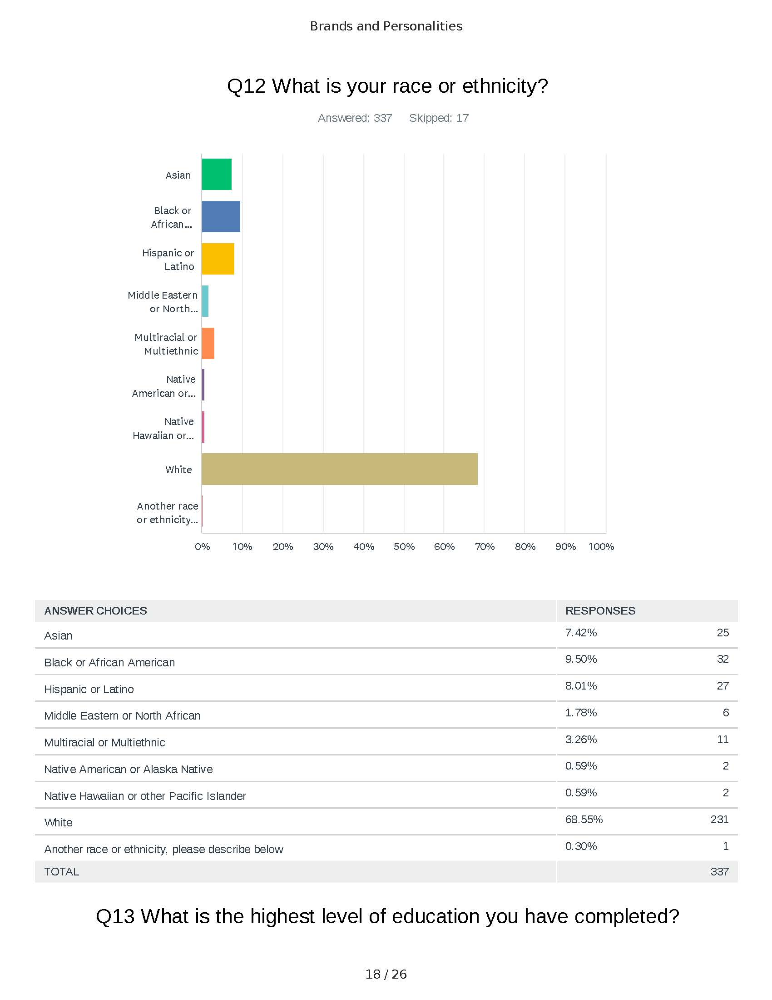 Brands and Personalities
Q12 What is your race or ethnicity?
Answered: 337 Skipped: 17
Asian
Black or
African...
Hispanic or
Latino
Middle Eastern
or North...
Multiracial or
Multiethnic
Native
American or...
Native
Hawaiian or...
White
Another race
or ethnicity...
0% 10% 20% 30% 40% 50% 60% 70% 80% 90% 100%
ANSWER CHOICES RESPONSES
Asian 7.42% 25
Black or African American 9.50% 32
Hispanic or Latino 8.01% 27
Middle Eastern or North African 1.78% 6
Multiracial or Multiethnic 3.26% 11
Native American or Alaska Native 0.59% 2
Native Hawaiian or other Pacific Islander 0.59% 2
White 68.55% 231
Another race or ethnicity, please describe below 0.30% 1
TOTAL 337
Q13 What is the highest level of education you have completed?
18 / 26